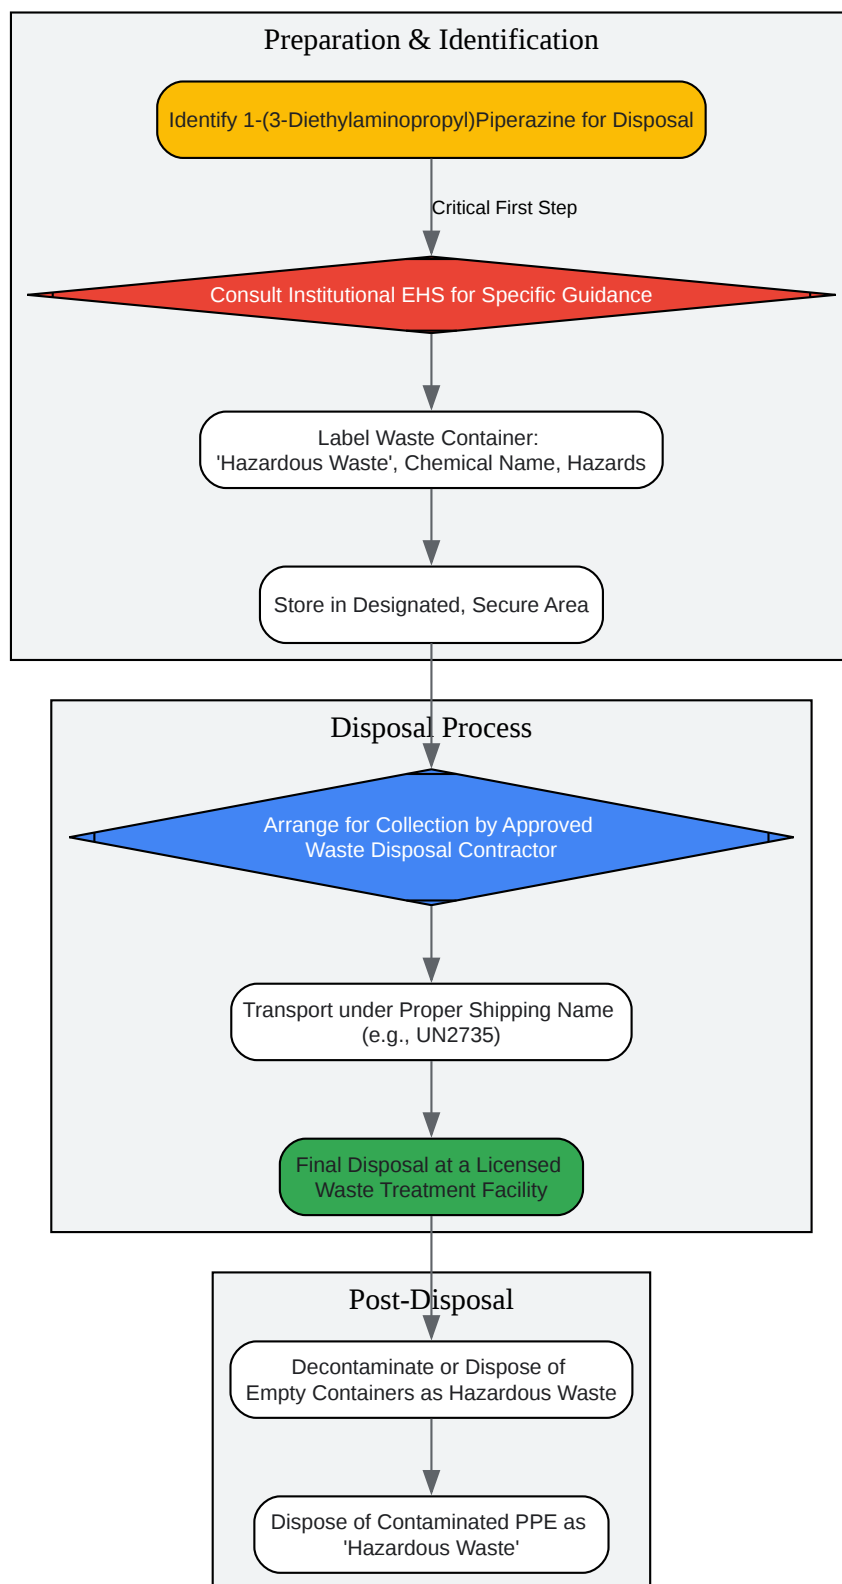 Preparation & Identification
Identify 1-(3-Diethylaminopropyl)Piperazine for Disposal
Critical First Step
Consult Institutional EHS for Specific Guidance
Label Waste Container:
'Hazardous Waste', Chemical Name, Hazards
Store in Designated, Secure Area
Disposal Process
Arrange for Collection by Approved
Waste Disposal Contractor
Transport under Proper Shipping Name
(e.g., UN2735)
Final Disposal at a Licensed
Waste Treatment Facility
Post-Disposal
Decontaminate or Dispose of
Empty Containers as Hazardous Waste
Dispose of Contaminated PPE as
'Hazardous Waste'